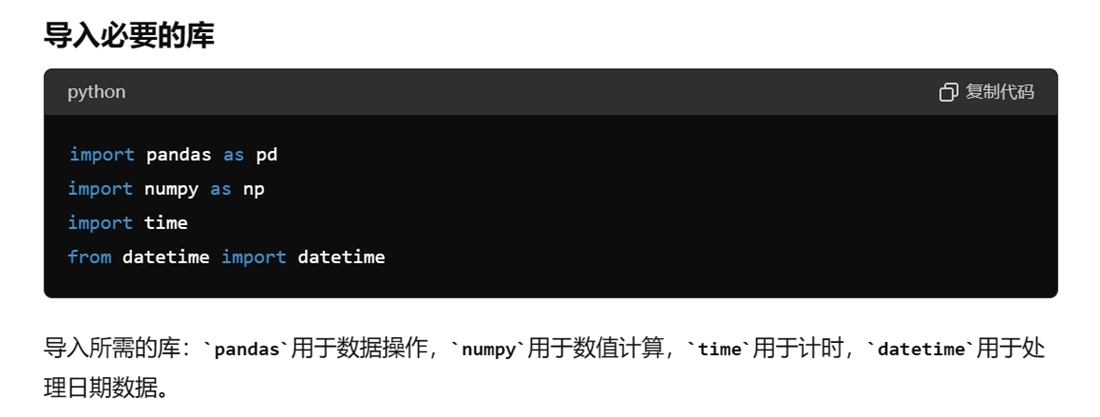 导入必要的库
python 复制代码
import pandas as pd
import numpy as np
import time
from datetime import datetime
导入所需的库：`pandas`用于数据操作，`numpy`用于数值计算，`time`用于计时，`datetime`用于处
理日期数据。